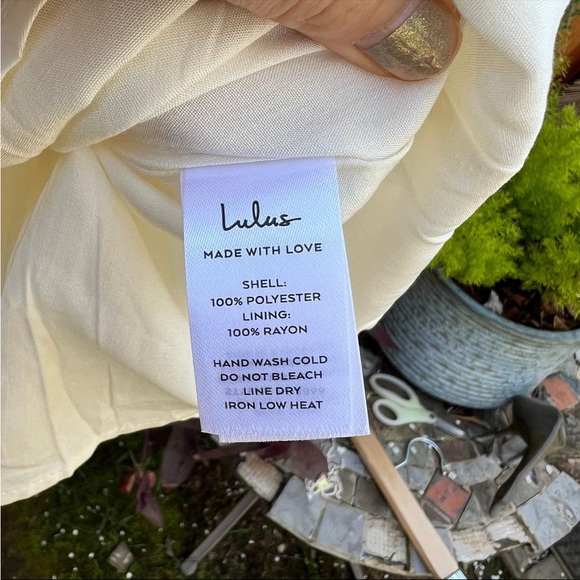 Lulus
MADE WITH LOVE
SHELL:
100% POLYESTER
LINING:
100% RAYON
HAND WASH COLD
DO NOT BLEACH
LINE DRY
IRON LOW HEAT